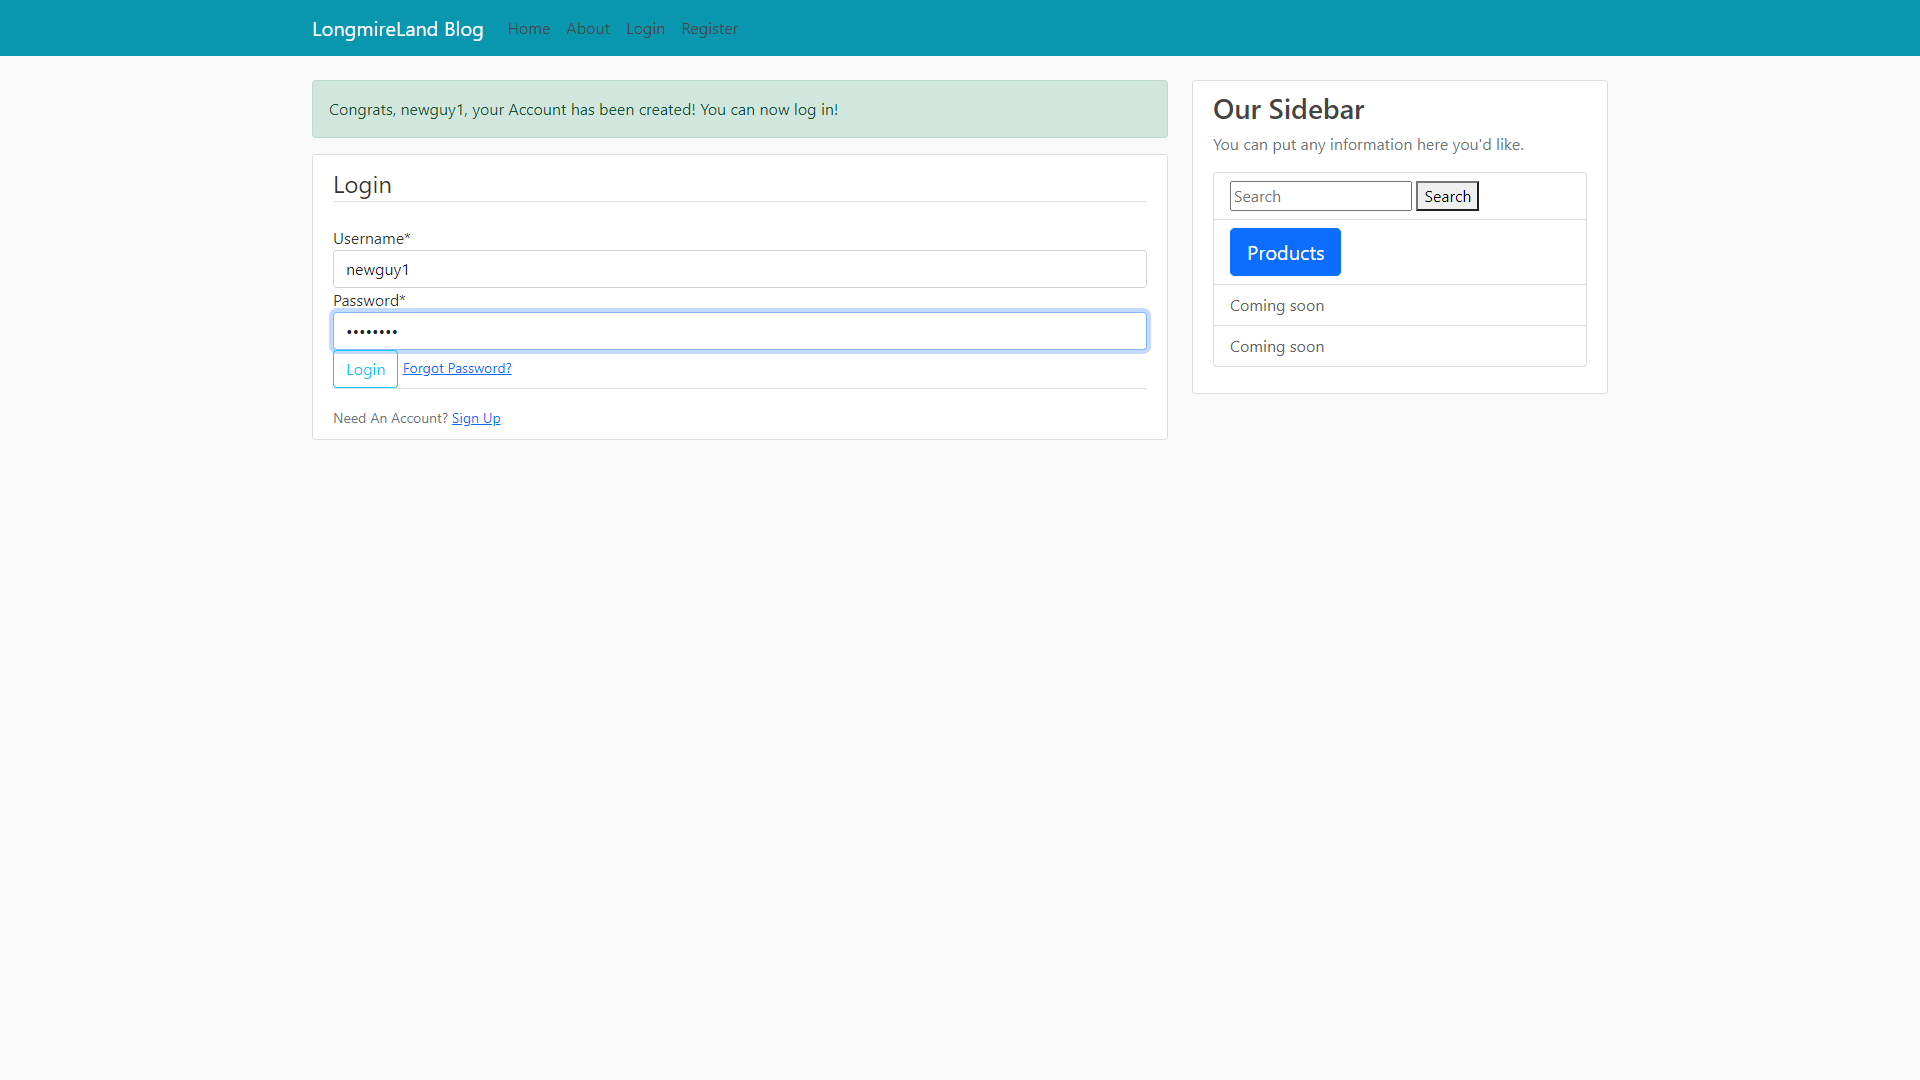 LongmireLand Blog Home About Login Register
Congrats, newguy1, your Account has been created! You can now log in!
Login
Username*
newguy1
Password*
••••••••
Login Forgot Password?
Need An Account? Sign Up
Our Sidebar
You can put any information here you'd like.
Search Search
Products
Coming soon
Coming soon